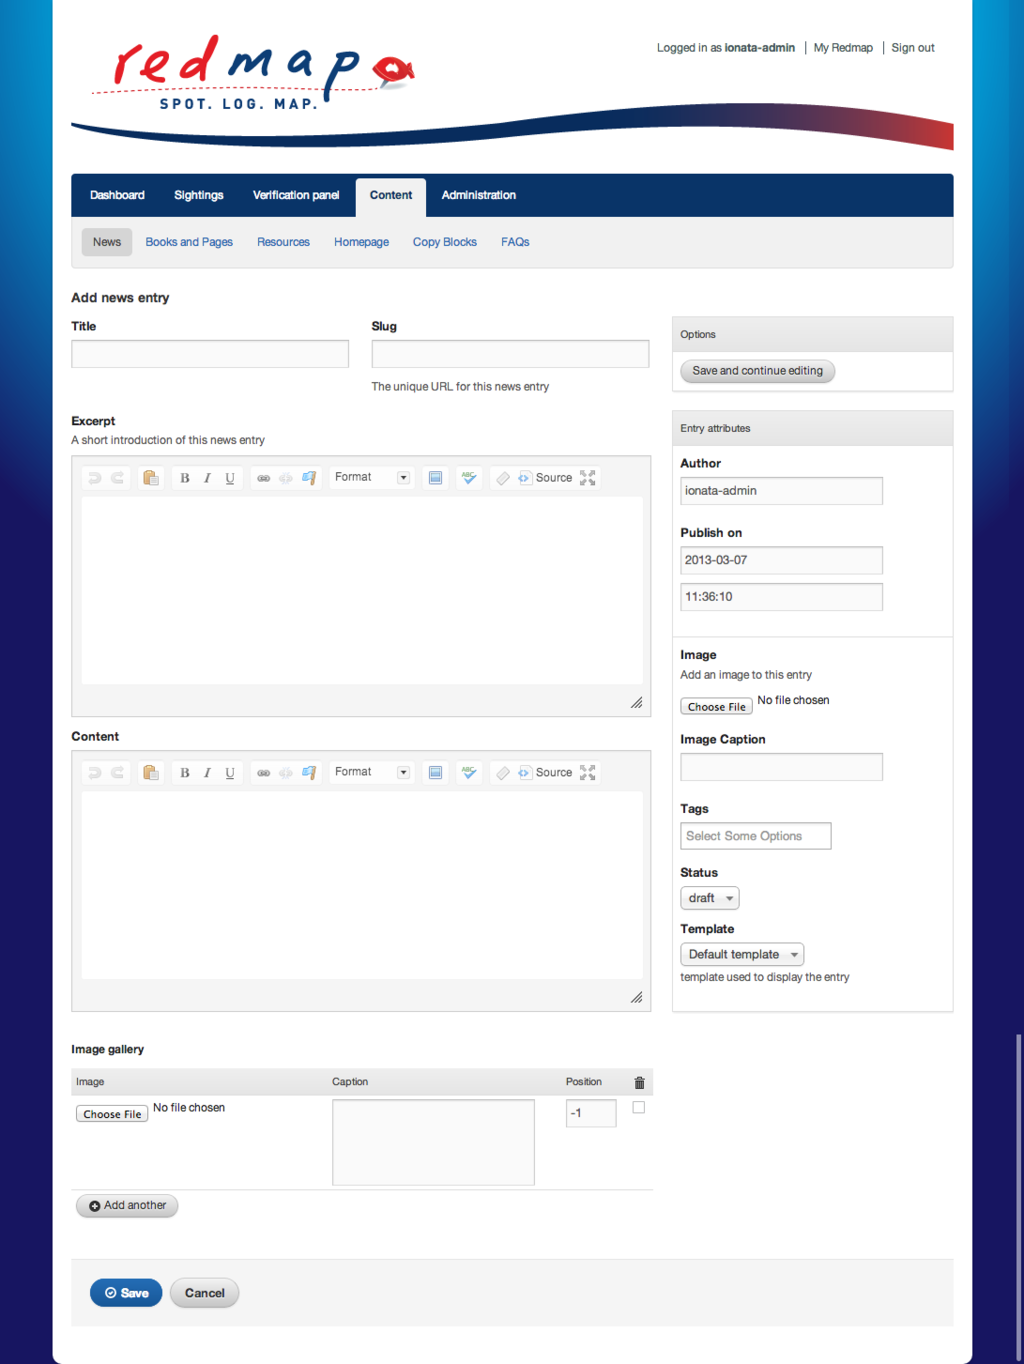 redmap
SPOT. LOG. MAP.
Logged in as ionata-admin | My Redmap | Sign out
Dashboard Sightings Verification panel Content Administration
News Books and Pages Resources Homepage Copy Blocks FAQs
Add news entry
Title Slug
The unique URL for this news entry
Options
Save and continue editing
Excerpt
A short introduction of this news entry
B I U Format ABC Source
Entry attributes
Author
ionata-admin
Publish on
2013-03-07
11:36:10
Image
Add an image to this entry
Choose File No file chosen
Image Caption
Tags
Select Some Options
Status
draft
Template
Default template
template used to display the entry
Content
B I U Format ABC Source
Image gallery
Image Caption Position
Choose File No file chosen -1
Add another
Save Cancel